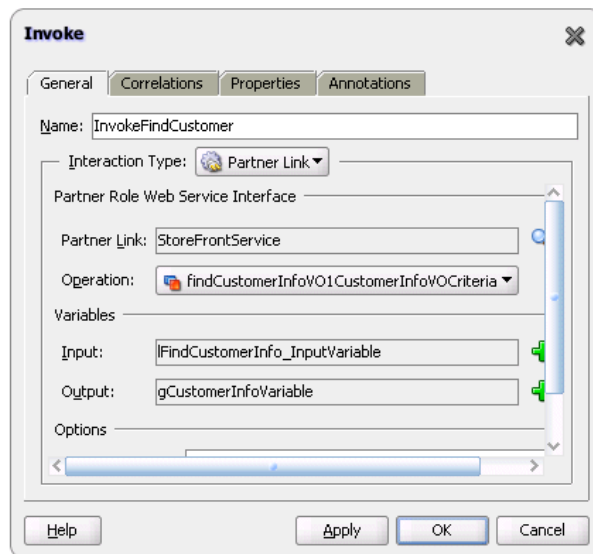 Invoke
General Correlations Properties Annotations
Name: InvokeFindCustomer
Interaction Type: Partner Link
Partner Role Web Service Interface
Partner Link: StoreFrontService
Operation: findCustomerInfoVO1CustomerInfoVOCriteria
Variables
Input: lFindCustomerInfo_InputVariable
Output: gCustomerInfoVariable
Options
Help Apply OK Cancel